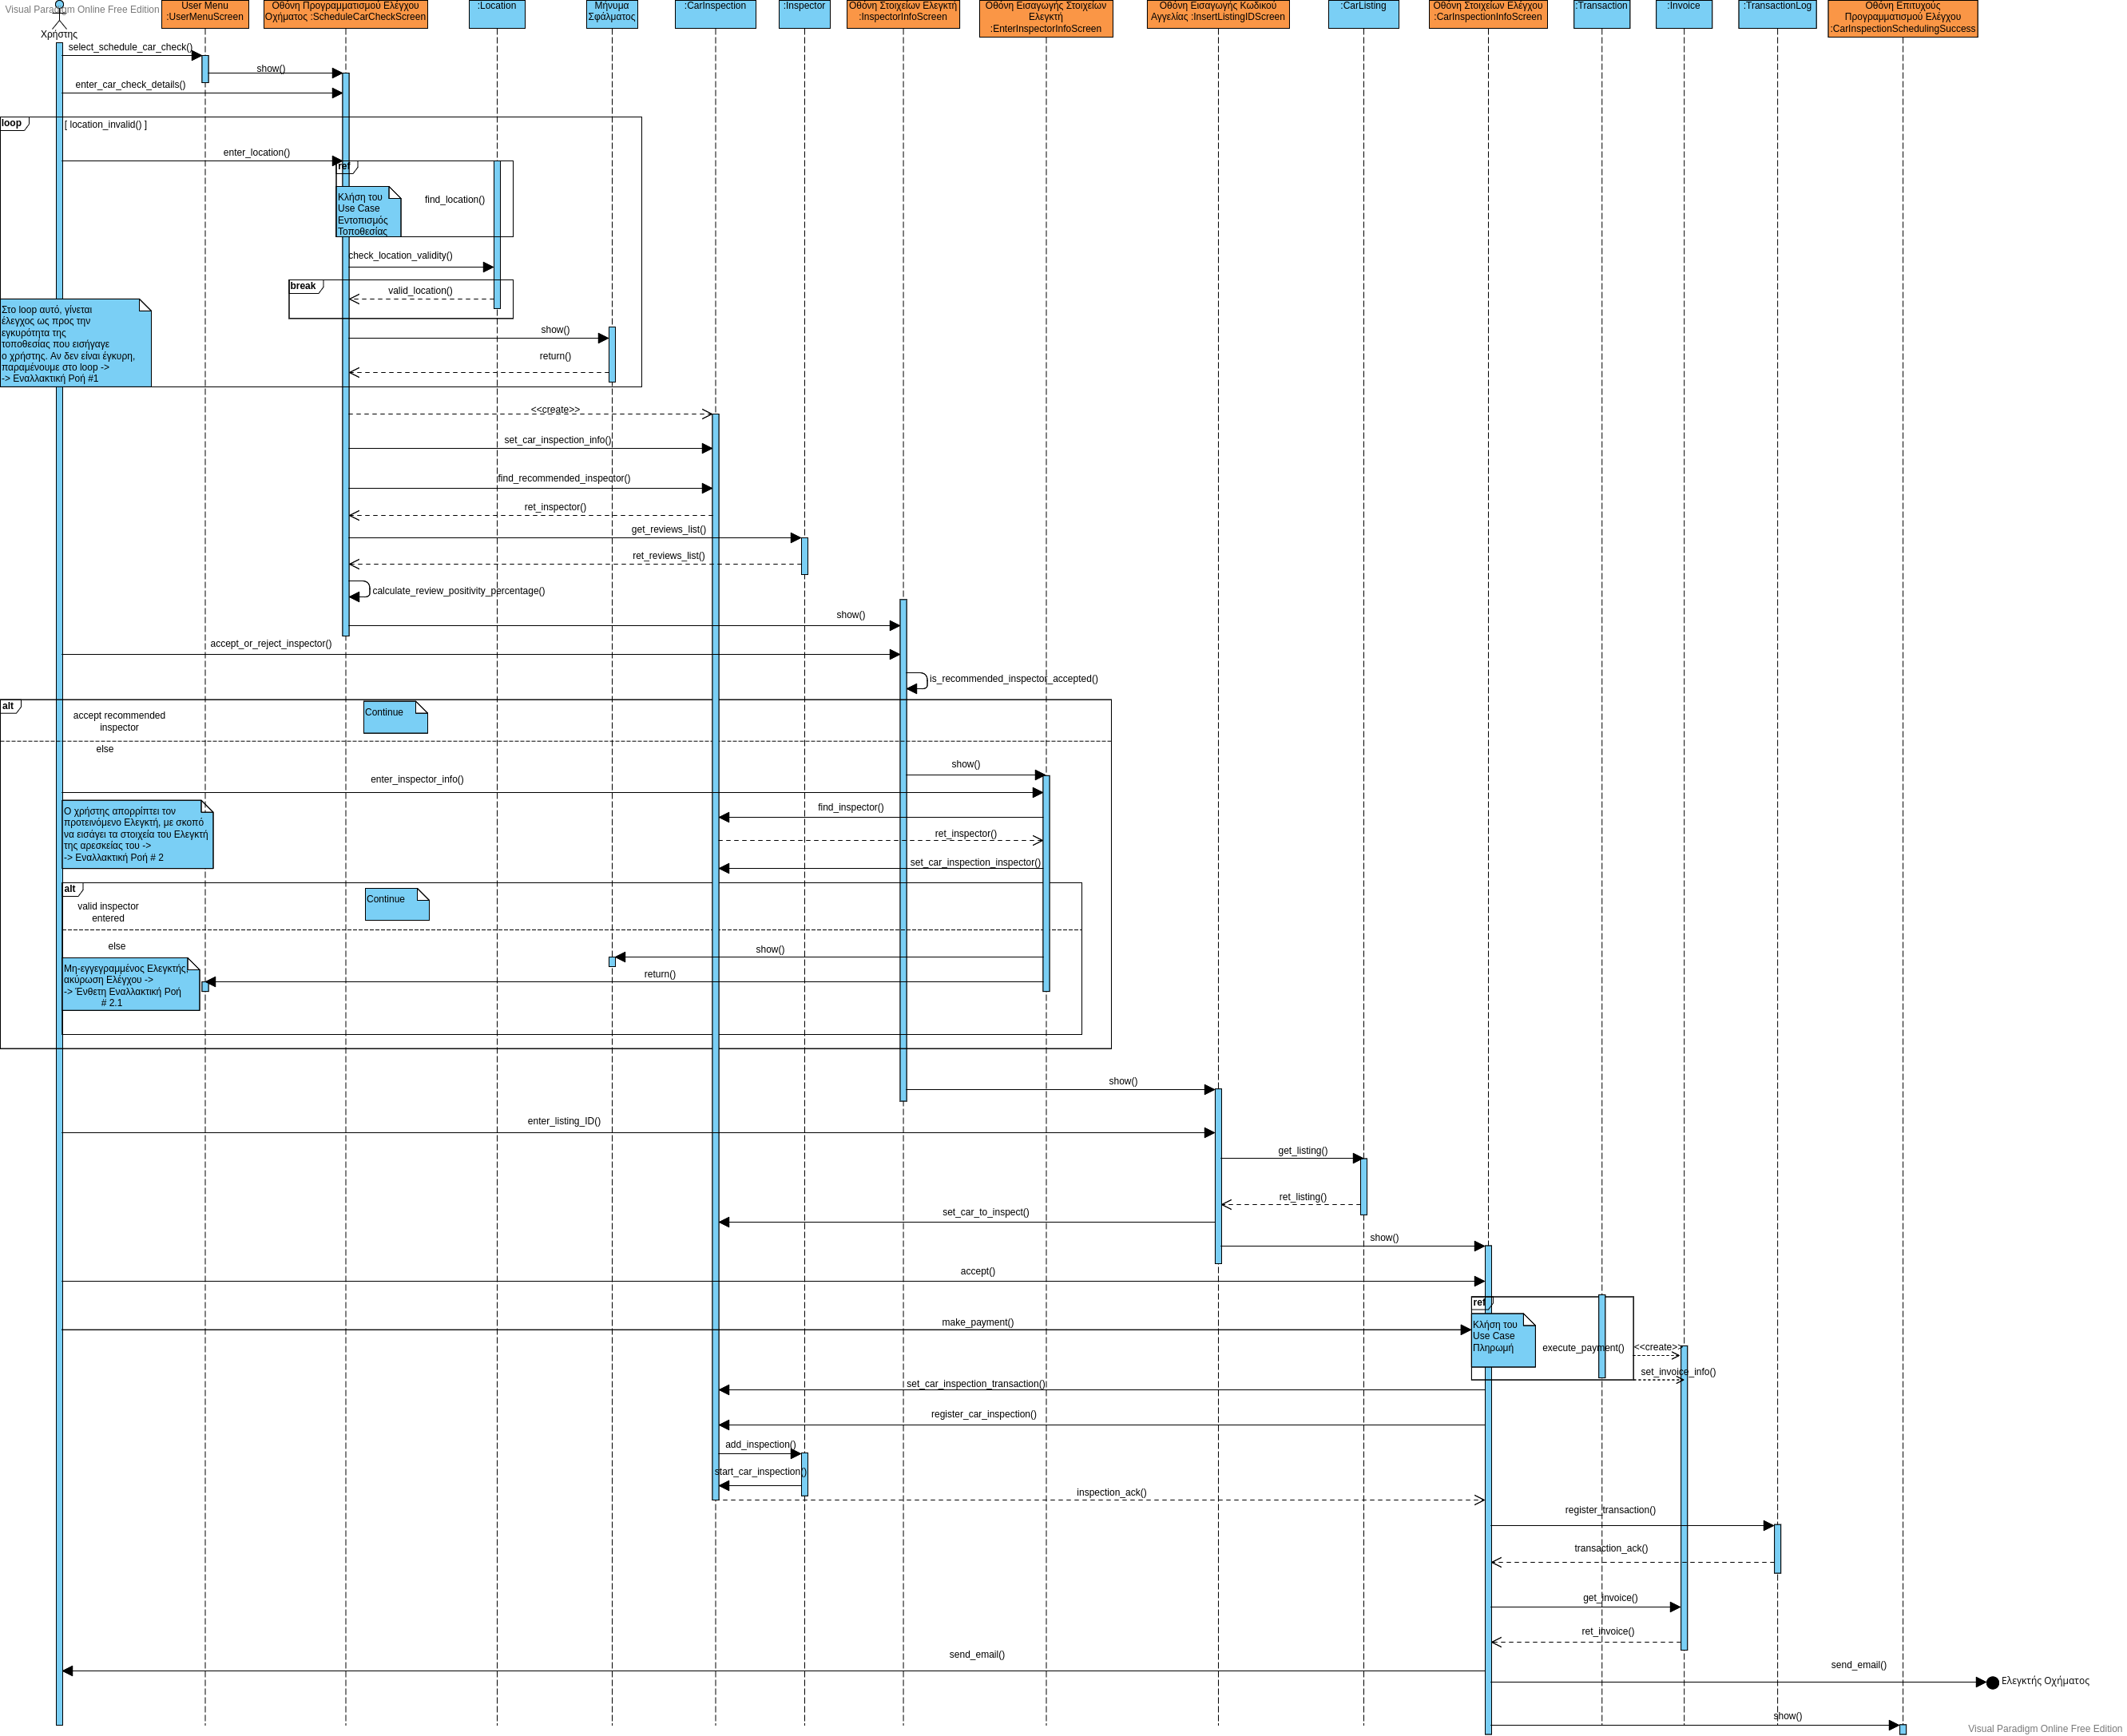 Visual Paradigm Online Free Edition
Χρήστης
User Menu
:UserMenuScreen
Οθόνη Προγραμματισμού Ελέγχου
Οχήματος :ScheduleCarCheckScreen
:Location
Μήνυμα
Σφάλματος
:CarInspection
:Inspector
Οθόνη Στοιχείων Ελεγκτή
:InspectorInfoScreen
Οθόνη Εισαγωγής Στοιχείων
Ελεγκτή
:EnterInspectorInfoScreen
Οθόνη Εισαγωγής Κωδικού
Αγγελίας :InsertListingIDScreen
:CarListing
Οθόνη Στοιχείων Ελέγχου
:CarInspectionInfoScreen
:Transaction
:Invoice
:TransactionLog
Οθόνη Επιτυχούς
Προγραμματισμού Ελέγχου
:CarInspectionSchedulingSuccess
select_schedule_car_check()
show()
enter_car_check_details()
loop
[ location_invalid() ]
enter_location()
ref
Κλήση του
Use Case
Εντοπισμός
Τοποθεσίας
find_location()
check_location_validity()
break
valid_location()
Στο loop αυτό, γίνεται
έλεγχος ως προς την
εγκυρότητα της
τοποθεσίας που εισήγαγε
ο χρήστης. Αν δεν είναι έγκυρη,
παραμένουμε στο loop ->
-> Εναλλακτική Ροή #1
show()
return()
<<create>>
set_car_inspection_info()
find_recommended_inspector()
ret_inspector()
get_reviews_list()
ret_reviews_list()
calculate_review_positivity_percentage()
show()
accept_or_reject_inspector()
is_recommended_inspector_accepted()
alt
accept recommended
inspector
Continue
else
show()
enter_inspector_info()
Ο χρήστης απορρίπτει τον
προτεινόμενο Ελεγκτή, με σκοπό
να εισάγει τα στοιχεία του Ελεγκτή
της αρεσκείας του ->
-> Εναλλακτική Ροή # 2
find_inspector()
ret_inspector()
set_car_inspection_inspector()
alt
valid inspector
entered
Continue
else
show()
Μη-εγγεγραμμένος Ελεγκτής,
ακύρωση Ελέγχου ->
-> Ένθετη Εναλλακτική Ροή
# 2.1
return()
show()
enter_listing_ID()
get_listing()
ret_listing()
set_car_to_inspect()
show()
accept()
ref
make_payment()
Κλήση του
Use Case
Πληρωμή
execute_payment()
<<create>>
set_invoice_info()
set_car_inspection_transaction()
register_car_inspection()
add_inspection()
start_car_inspection()
inspection_ack()
register_transaction()
transaction_ack()
get_invoice()
ret_invoice()
send_email()
send_email()
Ελεγκτής Οχήματος
show()
Visual Paradigm Online Free Edition